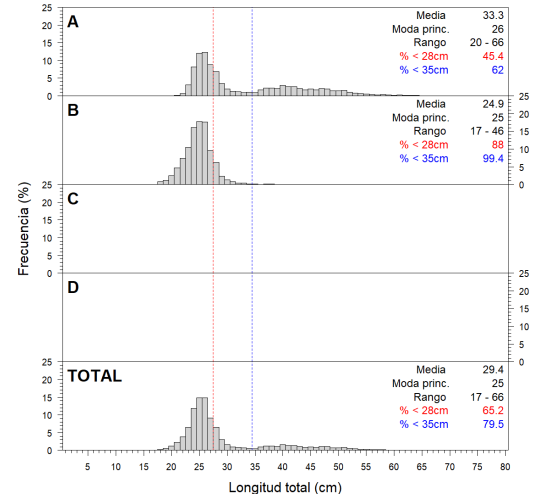 25
20
15
10
5
0
A
Media 33.3
Moda princ. 26
Rango 20 - 66
% < 28cm 45.4
% < 35cm 62
B
Media 24.9
Moda princ. 25
Rango 17 - 46
% < 28cm 88
% < 35cm 99.4
25
20
15
10
5
0
Frecuencia (%)
25
20
15
10
5
0
C
D
25
20
15
10
5
0
25
20
15
10
5
0
TOTAL
Media 29.4
Moda princ. 25
Rango 17 - 66
% < 28cm 65.2
% < 35cm 79.5
5 10 15 20 25 30 35 40 45 50 55 60 65 70 75 80
Longitud total (cm)